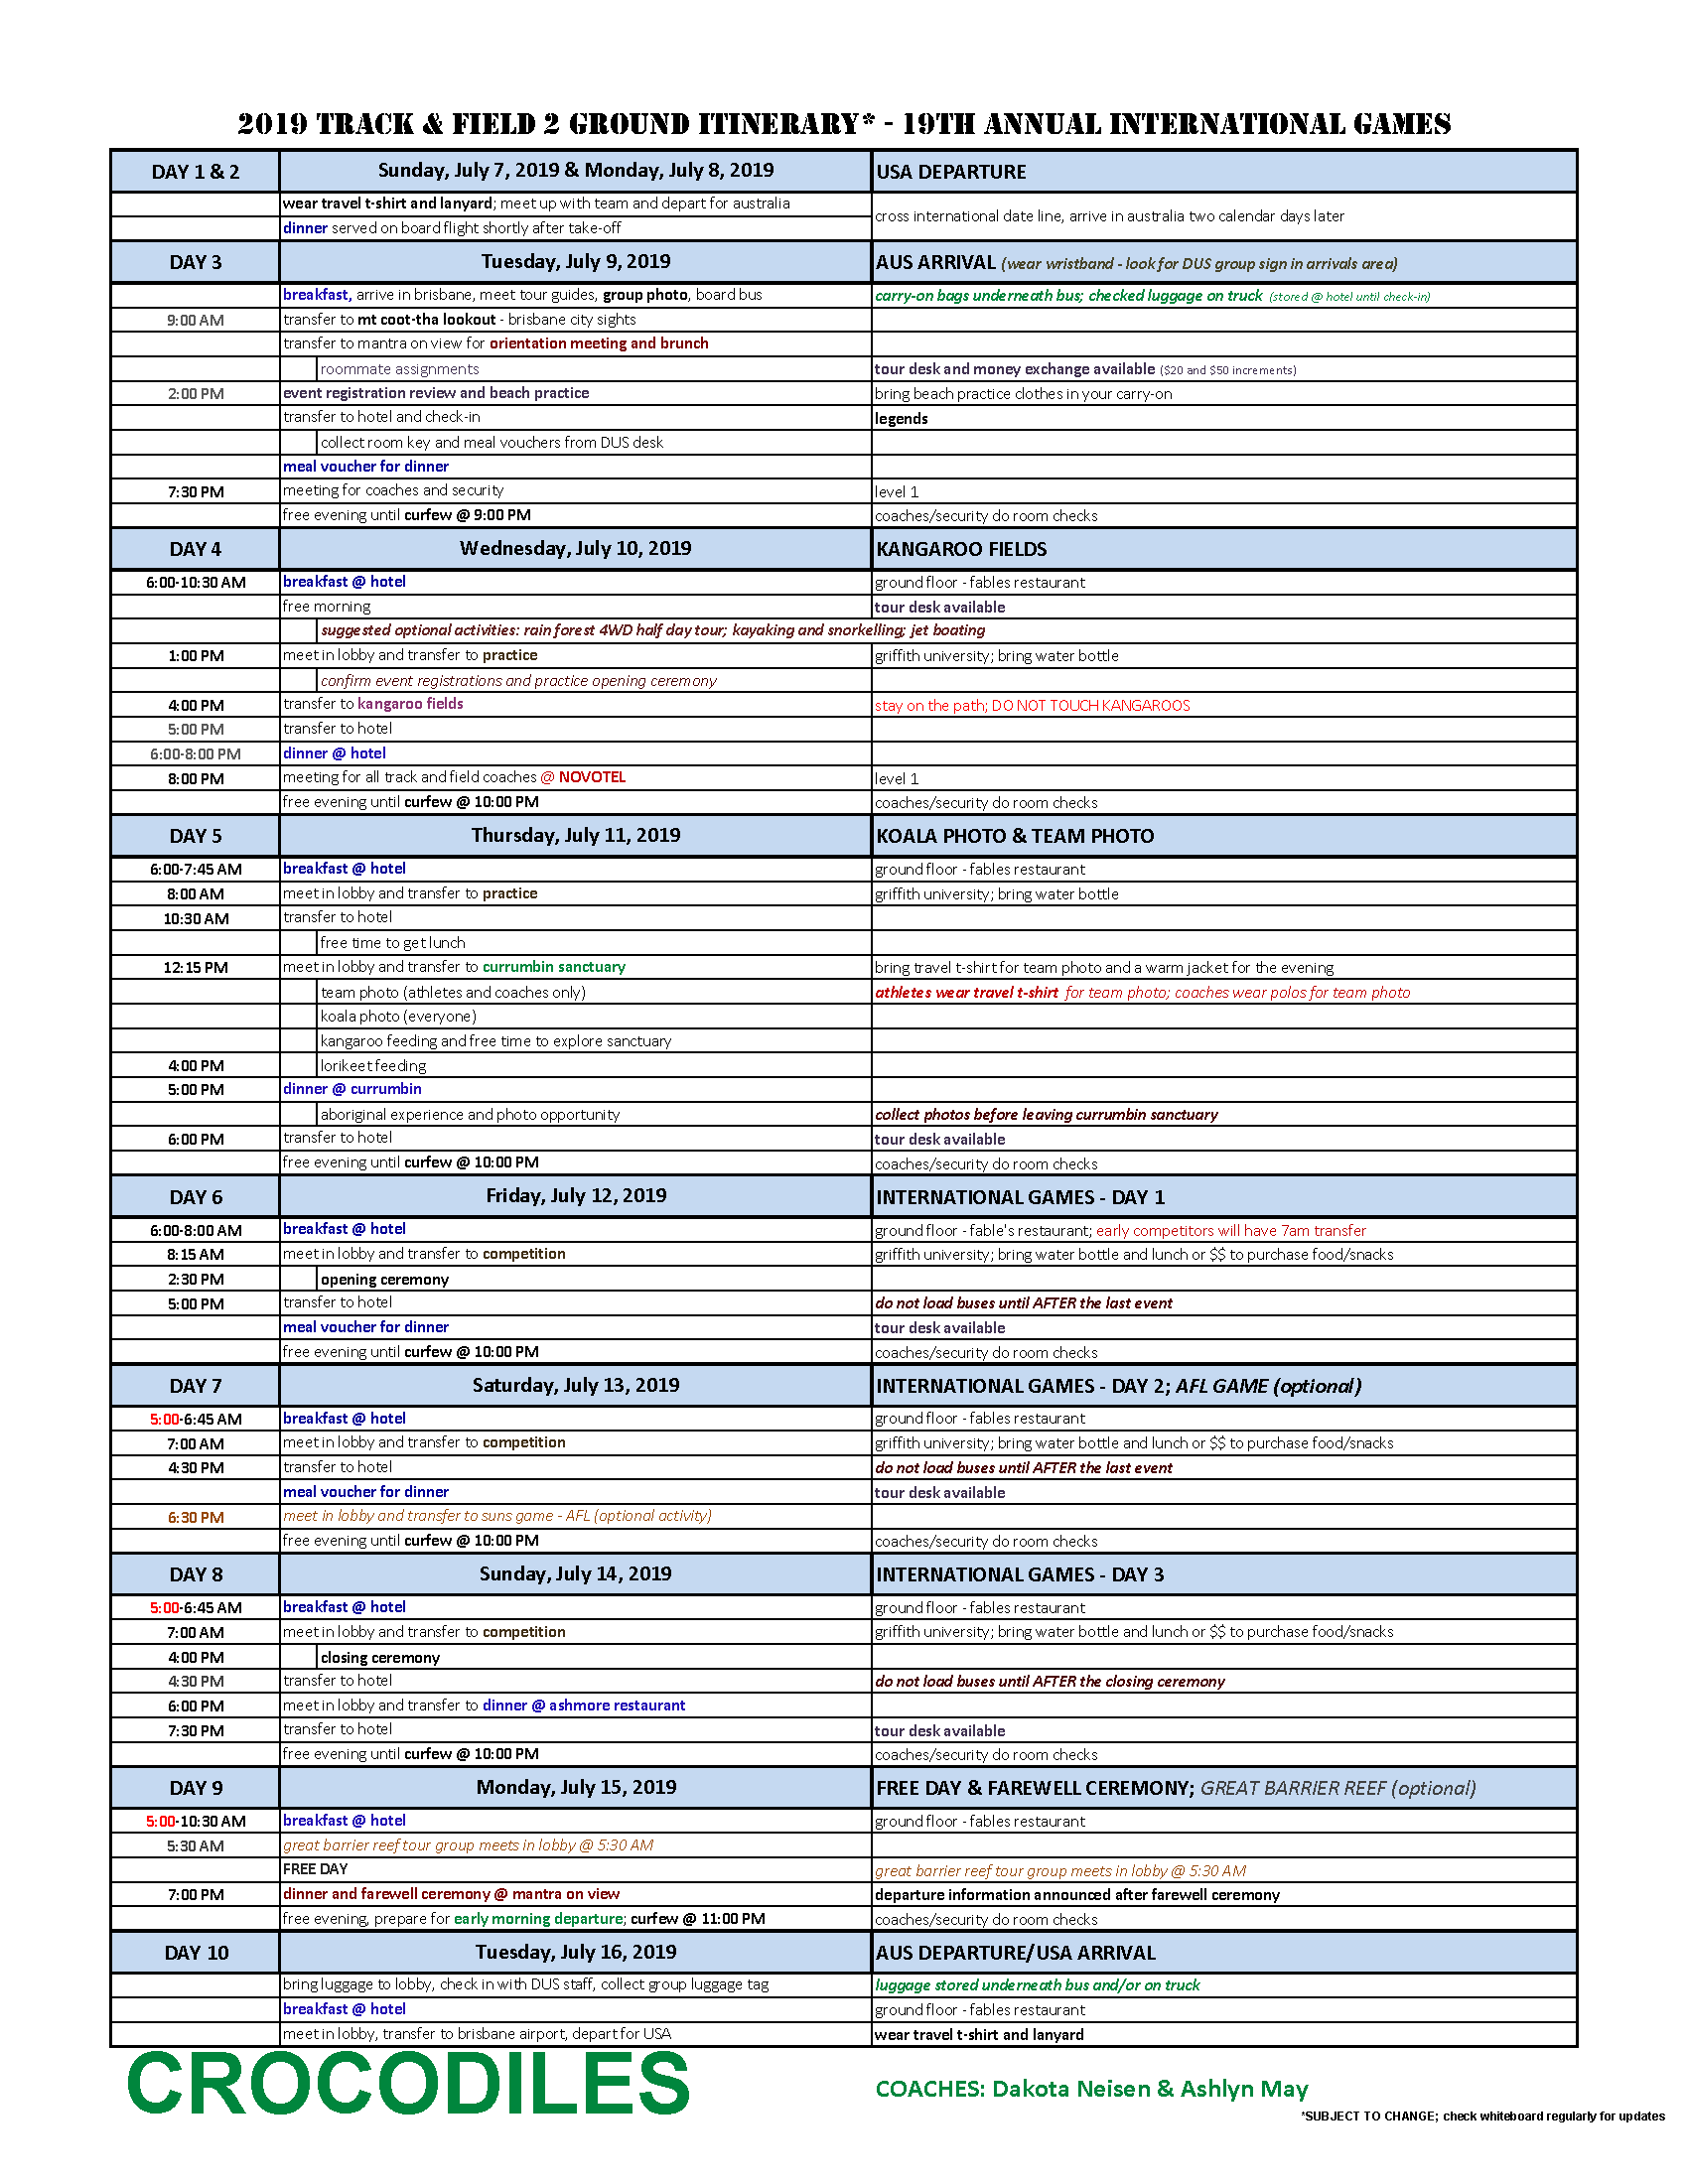 2019 TRACK & FIELD 2 GROUND ITINERARY* - 19TH ANNUAL INTERNATIONAL GAMES
DAY 1 & 2 Sunday, July 7, 2019 & Monday, July 8, 2019 USA DEPARTURE
wear travel t-shirt and lanyard; meet up with team and depart for australia
cross international date line, arrive in australia two calendar days later
dinner served on board flight shortly after take-off
DAY 3 Tuesday, July 9, 2019 AUS ARRIVAL (wear wristband - look for DUS group sign in arrivals area)
breakfast, arrive in brisbane, meet tour guides, group photo, board bus carry-on bags underneath bus; checked luggage on truck (stored @ hotel until check-in)
9:00 AM transfer to mt coot-tha lookout - brisbane city sights
transfer to mantra on view for orientation meeting and brunch
roommate assignments tour desk and money exchange available ($20 and $50 increments)
2:00 PM event registration review and beach practice bring beach practice clothes in your carry-on
transfer to hotel and check-in legends
collect room key and meal vouchers from DUS desk
meal voucher for dinner
7:30 PM meeting for coaches and security level 1
free evening until curfew @ 9:00 PM coaches/security do room checks
DAY 4 Wednesday, July 10, 2019 KANGAROO FIELDS
6:00-10:30 AM breakfast @ hotel ground floor - fables restaurant
free morning tour desk available
suggested optional activities: rain forest 4WD half day tour; kayaking and snorkelling; jet boating
1:00 PM meet in lobby and transfer to practice griffith university; bring water bottle
confirm event registrations and practice opening ceremony
4:00 PM transfer to kangaroo fields stay on the path; DO NOT TOUCH KANGAROOS
5:00 PM transfer to hotel
6:00-8:00 PM dinner @ hotel
8:00 PM meeting for all track and field coaches @ NOVOTEL level 1
free evening until curfew @ 10:00 PM coaches/security do room checks
DAY 5 Thursday, July 11, 2019 KOALA PHOTO & TEAM PHOTO
6:00-7:45 AM breakfast @ hotel ground floor - fables restaurant
8:00 AM meet in lobby and transfer to practice griffith university; bring water bottle
10:30 AM transfer to hotel
free time to get lunch
12:15 PM meet in lobby and transfer to currumbin sanctuary bring travel t-shirt for team photo and a warm jacket for the evening
team photo (athletes and coaches only) athletes wear travel t-shirt for team photo; coaches wear polos for team photo
koala photo (everyone)
kangaroo feeding and free time to explore sanctuary
4:00 PM lorikeet feeding
5:00 PM dinner @ currumbin
aboriginal experience and photo opportunity collect photos before leaving currumbin sanctuary
6:00 PM transfer to hotel tour desk available
free evening until curfew @ 10:00 PM coaches/security do room checks
DAY 6 Friday, July 12, 2019 INTERNATIONAL GAMES - DAY 1
6:00-8:00 AM breakfast @ hotel ground floor - fable's restaurant; early competitors will have 7am transfer
8:15 AM meet in lobby and transfer to competition griffith university; bring water bottle and lunch or $$ to purchase food/snacks
2:30 PM opening ceremony
5:00 PM transfer to hotel do not load buses until AFTER the last event
meal voucher for dinner tour desk available
free evening until curfew @ 10:00 PM coaches/security do room checks
DAY 7 Saturday, July 13, 2019 INTERNATIONAL GAMES - DAY 2; AFL GAME (optional)
5:00-6:45 AM breakfast @ hotel ground floor - fables restaurant
7:00 AM meet in lobby and transfer to competition griffith university; bring water bottle and lunch or $$ to purchase food/snacks
4:30 PM transfer to hotel do not load buses until AFTER the last event
meal voucher for dinner tour desk available
6:30 PM meet in lobby and transfer to suns game - AFL (optional activity)
free evening until curfew @ 10:00 PM coaches/security do room checks
DAY 8 Sunday, July 14, 2019 INTERNATIONAL GAMES - DAY 3
5:00-6:45 AM breakfast @ hotel ground floor - fables restaurant
7:00 AM meet in lobby and transfer to competition griffith university; bring water bottle and lunch or $$ to purchase food/snacks
4:00 PM closing ceremony
4:30 PM transfer to hotel do not load buses until AFTER the closing ceremony
6:00 PM meet in lobby and transfer to dinner @ ashmore restaurant
7:30 PM transfer to hotel tour desk available
free evening until curfew @ 10:00 PM coaches/security do room checks
DAY 9 Monday, July 15, 2019 FREE DAY & FAREWELL CEREMONY; GREAT BARRIER REEF (optional)
5:00-10:30 AM breakfast @ hotel ground floor - fables restaurant
5:30 AM great barrier reef tour group meets in lobby @ 5:30 AM
FREE DAY great barrier reef tour group meets in lobby @ 5:30 AM
7:00 PM dinner and farewell ceremony @ mantra on view departure information announced after farewell ceremony
free evening, prepare for early morning departure; curfew @ 11:00 PM coaches/security do room checks
DAY 10 Tuesday, July 16, 2019 AUS DEPARTURE/USA ARRIVAL
bring luggage to lobby, check in with DUS staff, collect group luggage tag luggage stored underneath bus and/or on truck
breakfast @ hotel ground floor - fables restaurant
meet in lobby, transfer to brisbane airport, depart for USA wear travel t-shirt and lanyard
CROCODILES COACHES: Dakota Neisen & Ashlyn May
*SUBJECT TO CHANGE; check whiteboard regularly for updates